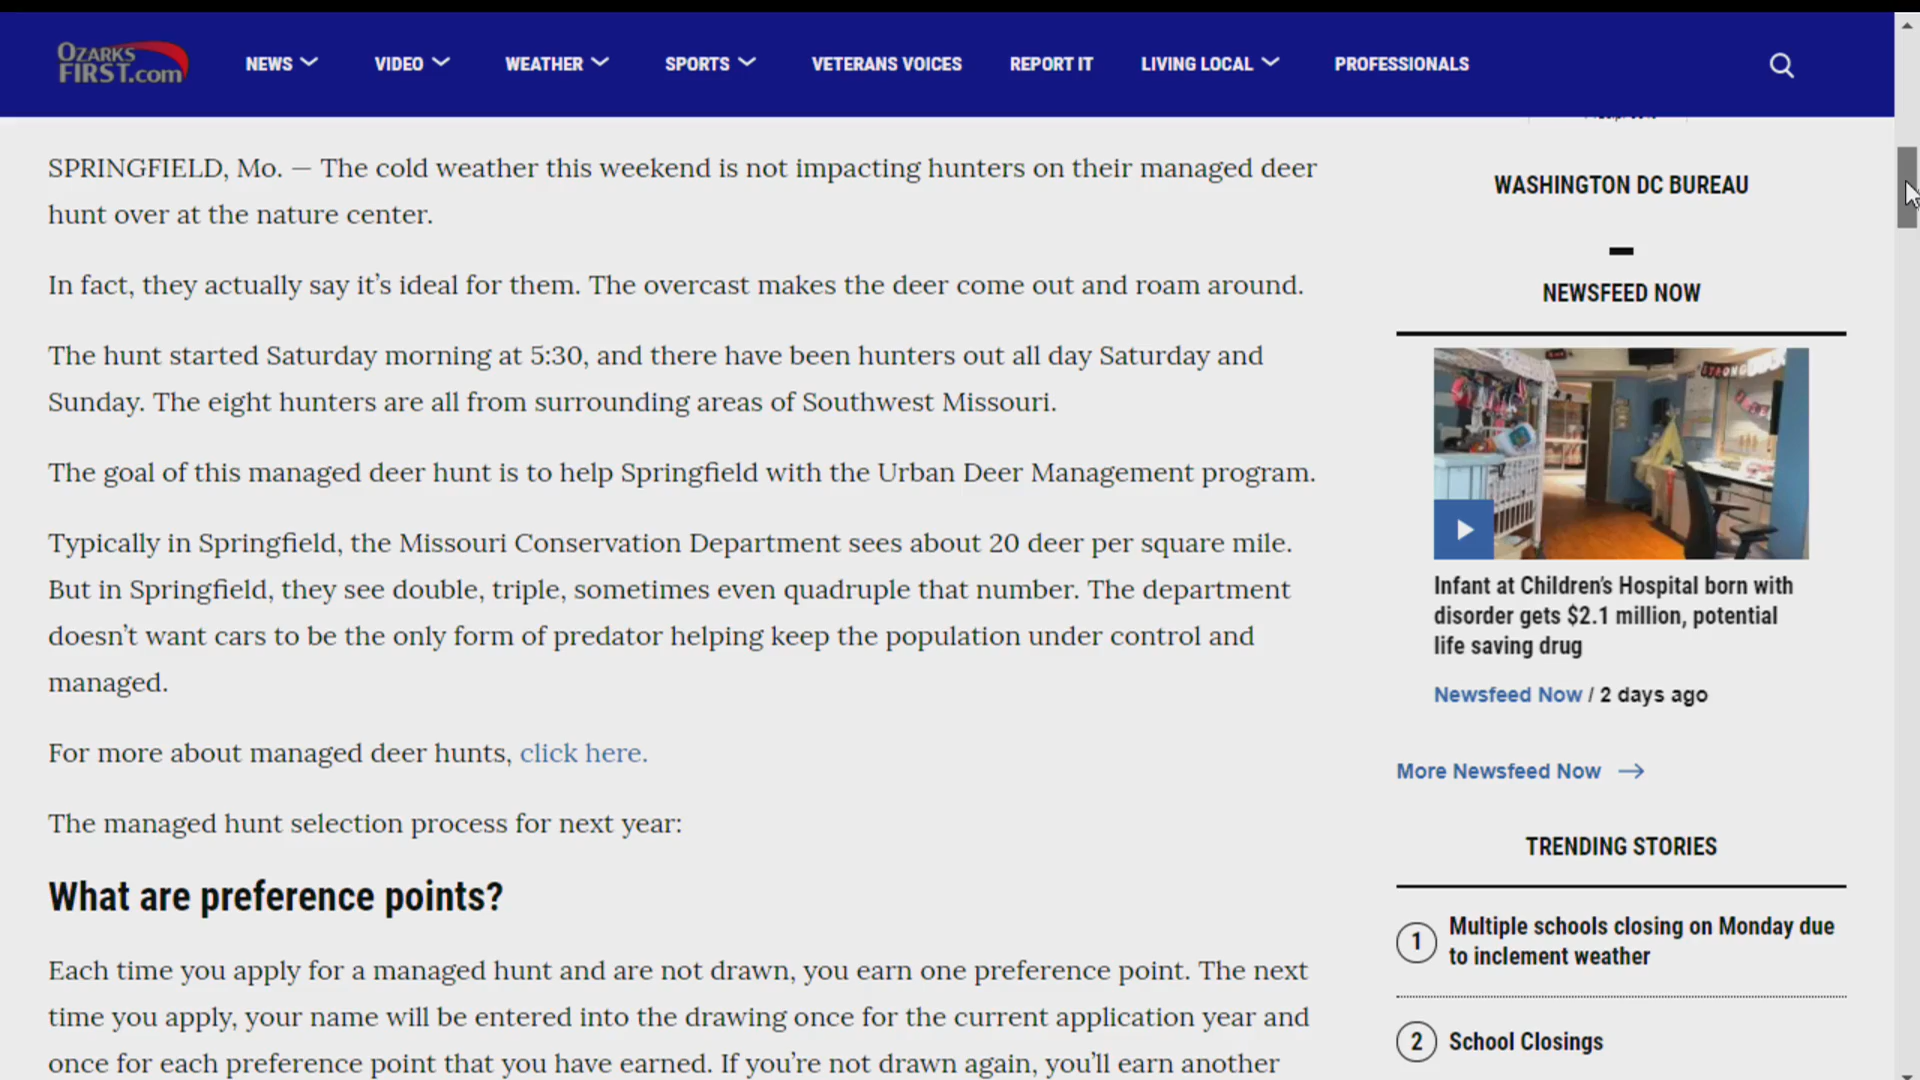 OZARKS
FIRST.com
NEWS
VIDEO
WEATHER
SPORTS
VETERANS VOICES
REPORT IT
LIVING LOCAL
PROFESSIONALS
SPRINGFIELD, Mo. — The cold weather this weekend is not impacting hunters on their managed deer
hunt over at the nature center.
In fact, they actually say it's ideal for them. The overcast makes the deer come out and roam around.
The hunt started Saturday morning at 5:30, and there have been hunters out all day Saturday and
Sunday. The eight hunters are all from surrounding areas of Southwest Missouri.
The goal of this managed deer hunt is to help Springfield with the Urban Deer Management program.
Typically in Springfield, the Missouri Conservation Department sees about 20 deer per square mile.
But in Springfield, they see double, triple, sometimes even quadruple that number. The department
doesn't want cars to be the only form of predator helping keep the population under control and
managed.
For more about managed deer hunts, click here.
The managed hunt selection process for next year:
What are preference points?
Each time you apply for a managed hunt and are not drawn, you earn one preference point. The next
time you apply, your name will be entered into the drawing once for the current application year and
once for each preference point that you have earned. If you're not drawn again, you'll earn another
WASHINGTON DC BUREAU
NEWSFEED NOW
STRONG
Infant at Children's Hospital born with
disorder gets $2.1 million, potential
life saving drug
Newsfeed Now / 2 days ago
More Newsfeed Now
TRENDING STORIES
1
Multiple schools closing on Monday due
to inclement weather
2
School Closings